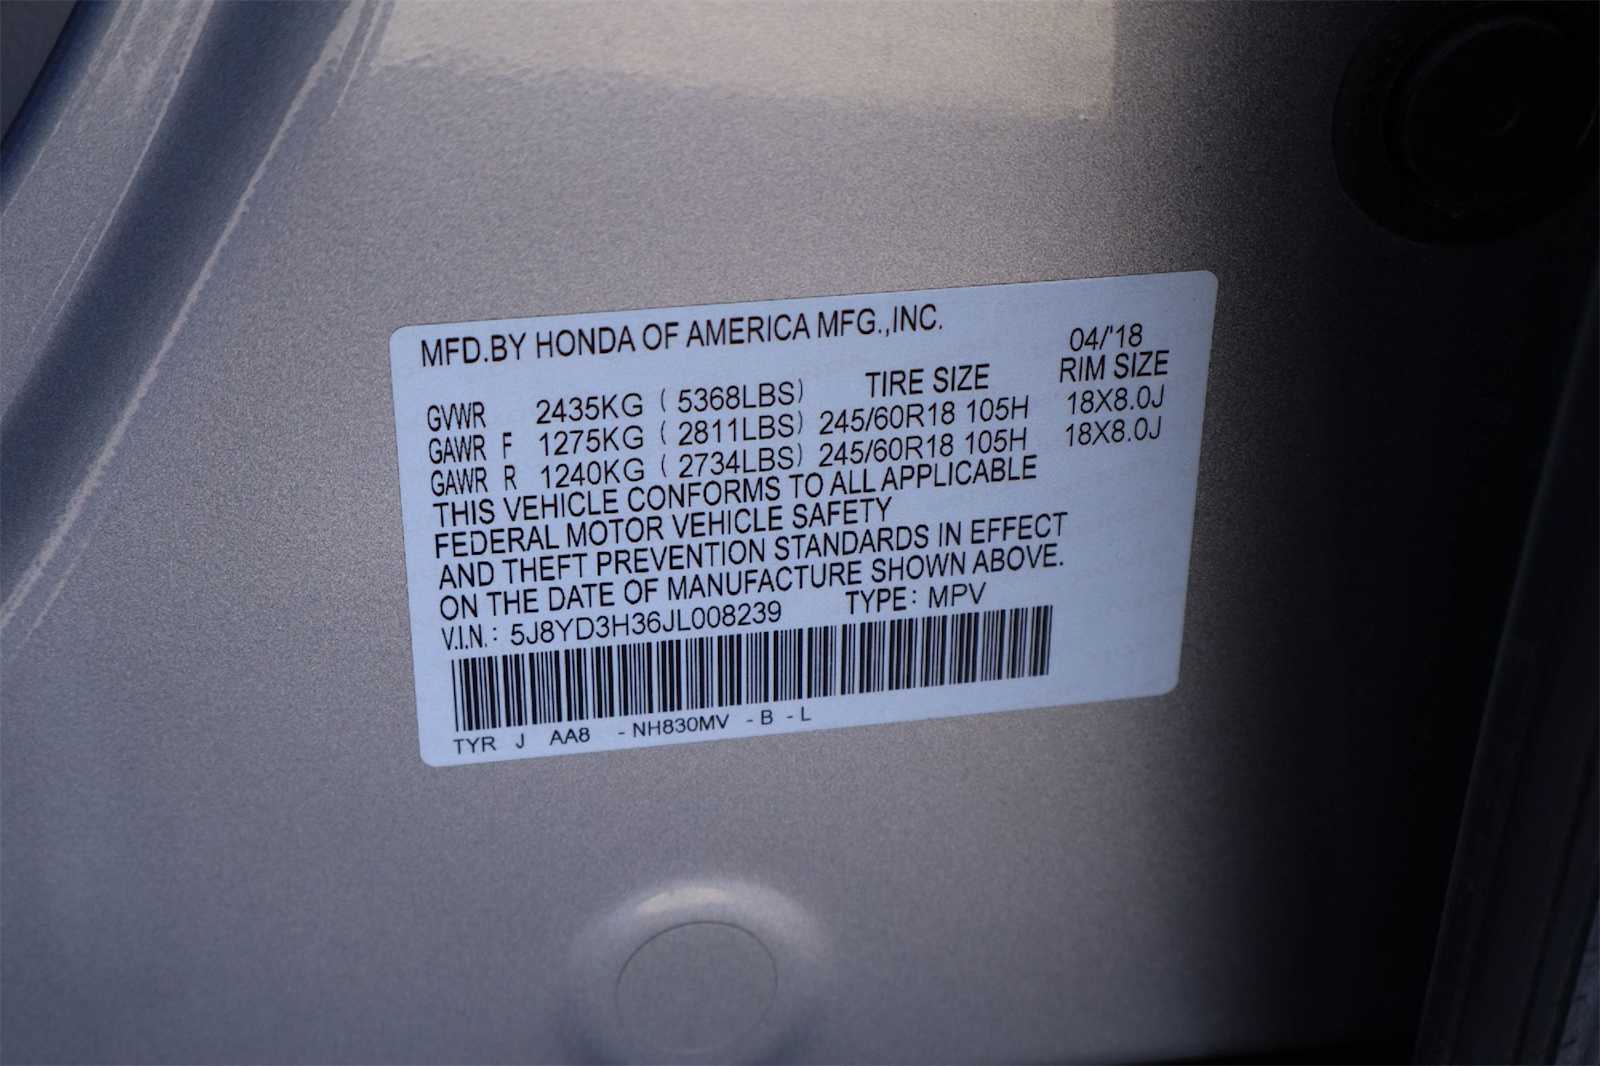 MFD.BY HONDA OF AMERICA MFG.,INC.
04/'18
TIRE SIZE RIM SIZE
GVWR 2435KG ( 5368LBS)
GAWR F 1275KG ( 2811LBS) 245/60R18 105H 18X8.0J
GAWR R 1240KG ( 2734LBS) 245/60R18 105H 18X8.0J
THIS VEHICLE CONFORMS TO ALL APPLICABLE
FEDERAL MOTOR VEHICLE SAFETY
AND THEFT PREVENTION STANDARDS IN EFFECT
ON THE DATE OF MANUFACTURE SHOWN ABOVE.
V.I.N.: 5J8YD3H36JL008239 TYPE: MPV
TYR J AA8 - NH830MV - B - L